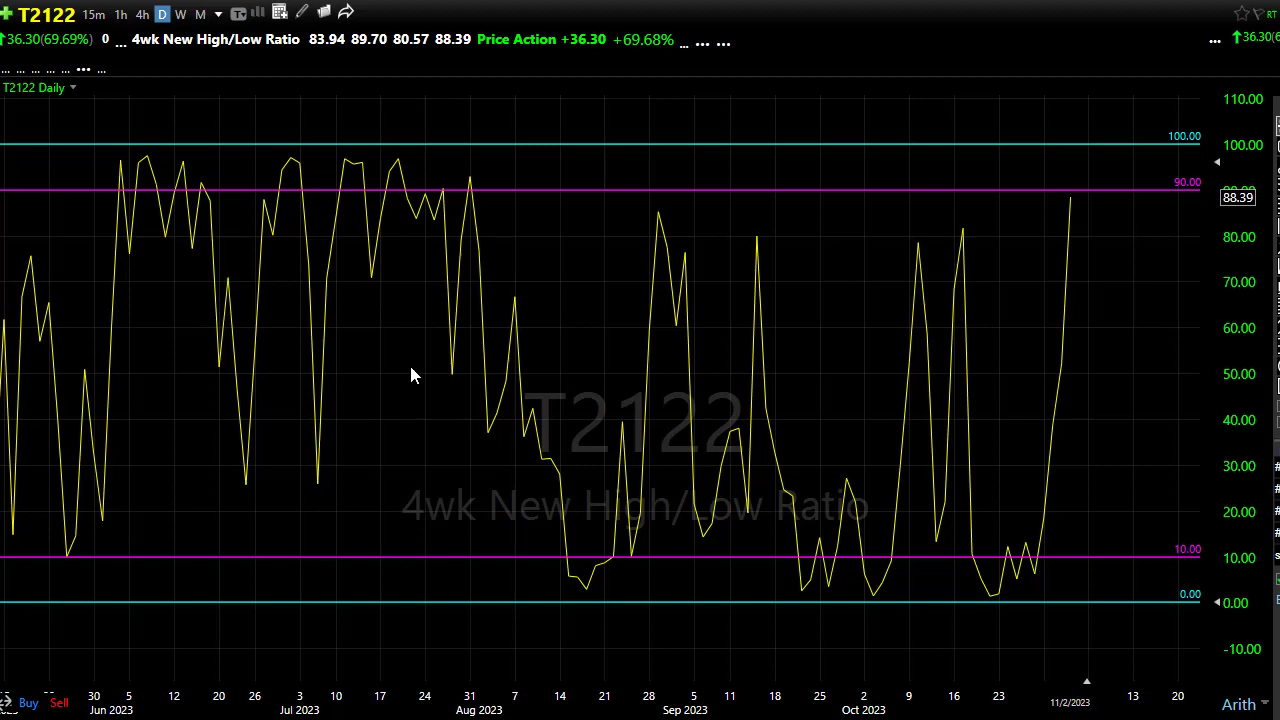 T2122 15m 1h 4h D W M RT
36.30(69.69%) 0 ... 4wk New High/Low Ratio 83.94 89.70 80.57 88.39 Price Action +36.30 +69.68% ... ... ... ... 36.30(6
... ... ... ... ... ... ...
T2122 Daily
110.00
100.00 100.00
90.00
88.39
80.00
70.00
60.00
50.00
T2122
40.00
30.00
4wk New High/Low Ratio
20.00
10.00 10.00
0.00 0.00
-10.00
30 5 12 20 26 3 10 17 24 31 7 14 21 28 5 11 18 25 2 9 16 23 13 20
Buy Sell Jun 2023 Jul 2023 Aug 2023 Sep 2023 Oct 2023 11/2/2023 Arith